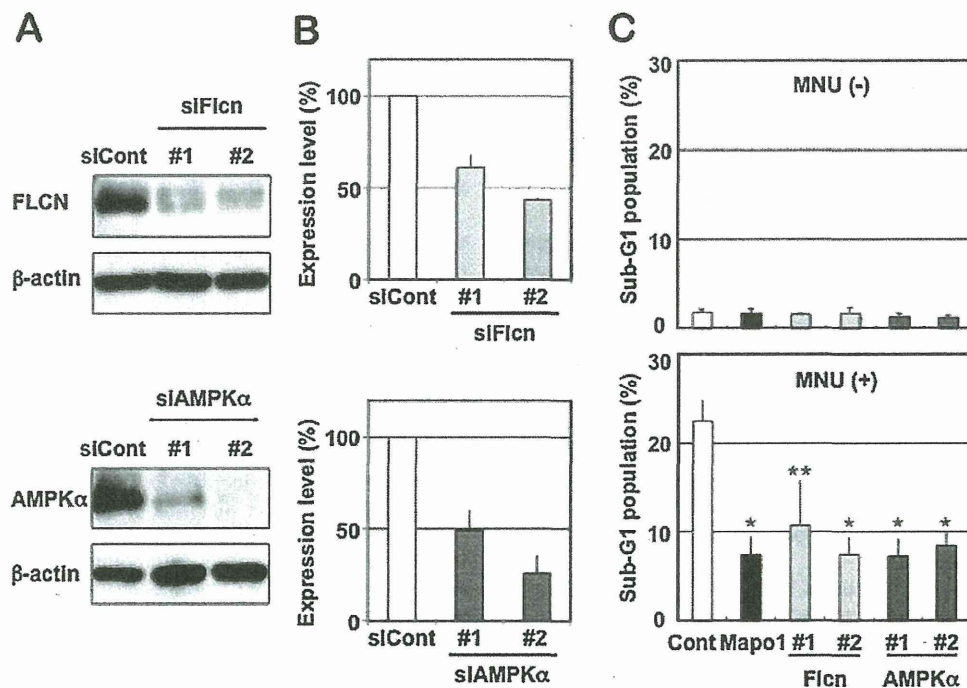 A
siFlcn
siCont #1 #2
FLCN
β-actin
siAMPKα
siCont #1 #2
AMPKα
β-actin
B
Expression level (%)
100
50
0
siCont #1 #2
siFlcn
Expression level (%)
100
50
0
siCont #1 #2
siAMPKα
C
Sub-G1 population (%)
30
20
10
0
MNU (-)
Sub-G1 population (%)
30
20
10
0
MNU (+)
*
**
*
*
*
Cont Mapo1 #1 #2 #1 #2
Flcn AMPKα